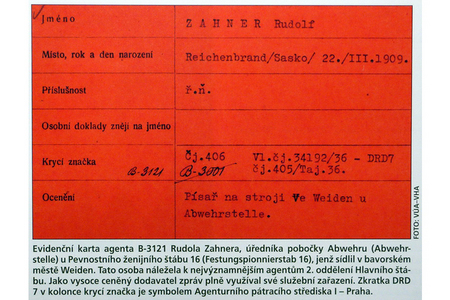 Jméno
ZAHNER Rudolf
Místo, rok a den narození
Reichenbrand/Sasko/ 22./III.1909.
Příslušnost
ř.ň.
Osobní doklady znějí na jméno
Krycí značka
B-3121
Čj.406
B-3001
Vl.čj.34192/36 - DRD7
čj.405/Taj.36.
Ocenění
Písař na stroji Ve Weiden u
Abwehrstelle.
FOTO: VÚA–VHA
Evidenční karta agenta B-3121 Rudola Zahnera, úředníka pobočky Abwehru (Abwehr-
stelle) u Pevnostního ženijního štábu 16 (Festungspionnierstab 16), jenž sídlil v bavorském
městě Weiden. Tato osoba náležela k nejvýznamnějším agentům 2. oddělení Hlavního štá-
bu. Jako vysoce ceněný dodavatel zpráv plně využíval své služební zařazení. Zkratka DRD
7 v kolonce krycí značka je symbolem Agenturního pátracího střediska I – Praha.